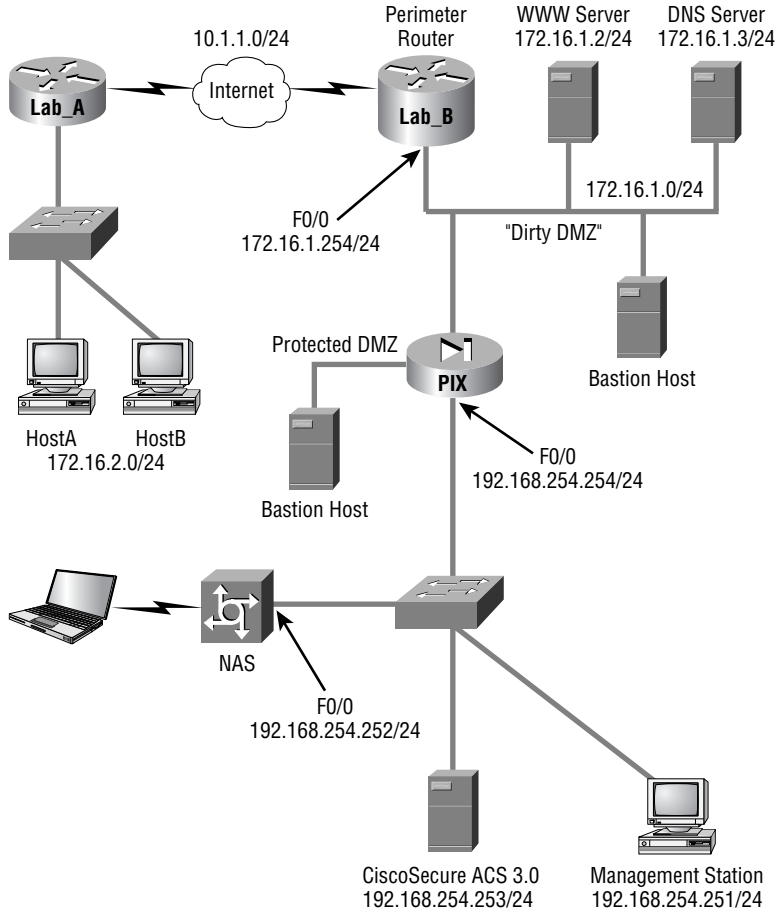 Perimeter
Router
WWW Server
172.16.1.2/24
DNS Server
172.16.1.3/24
10.1.1.0/24
Internet
Lab_A
Lab_B
172.16.1.0/24
F0/0
172.16.1.254/24
"Dirty DMZ"
Protected DMZ
PIX
Bastion Host
HostA
HostB
172.16.2.0/24
F0/0
192.168.254.254/24
Bastion Host
NAS
F0/0
192.168.254.252/24
CiscoSecure ACS 3.0
192.168.254.253/24
Management Station
192.168.254.251/24